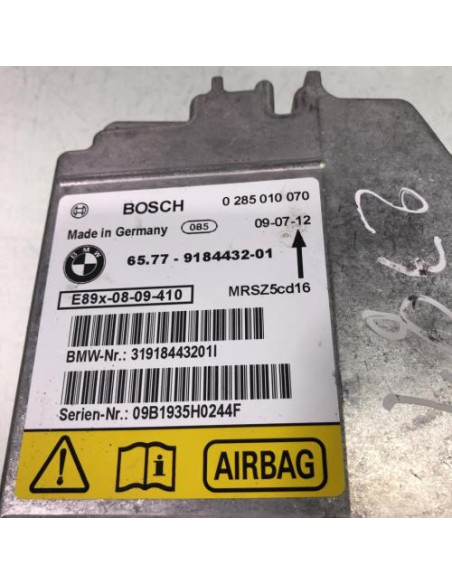 BOSCH 0 285 010 070
Made in Germany 085 09-07-12
BMW 65.77 - 9184432-01
E89x-08-09-410 MRSZ5cd16
BMW-Nr.: 31918443201I
Serien-Nr.: 09B1935H0244F
i AIRBAG